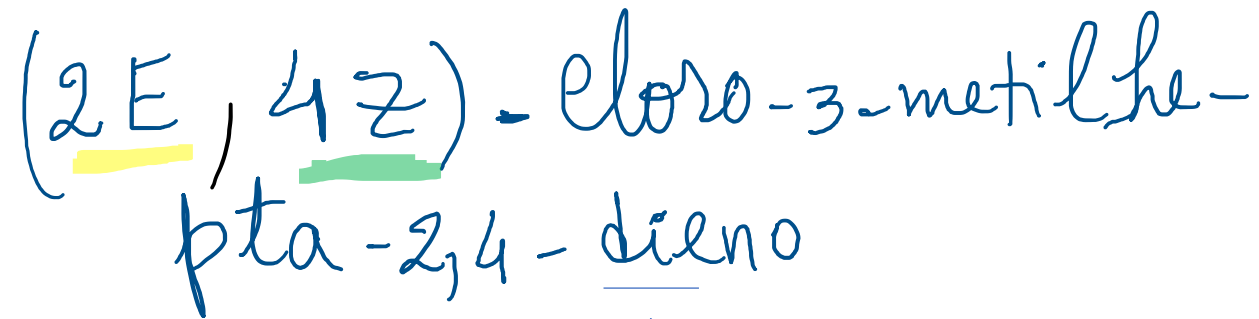 (2E, 4Z) - cloro-3-metilhe-
pta-2,4-dieno